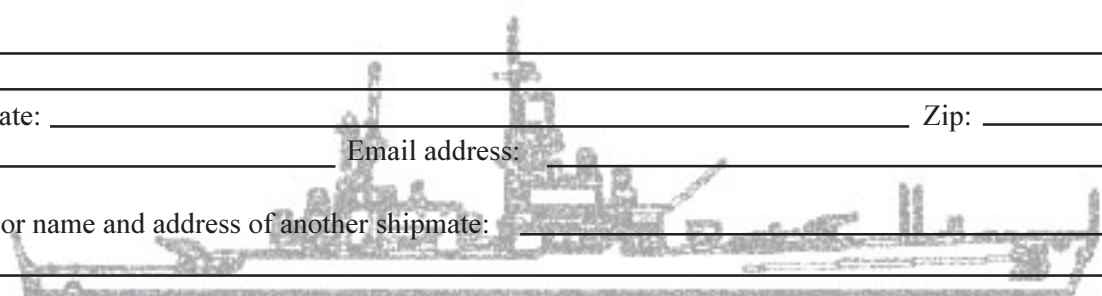 ate: Zip:
Email address:
or name and address of another shipmate: